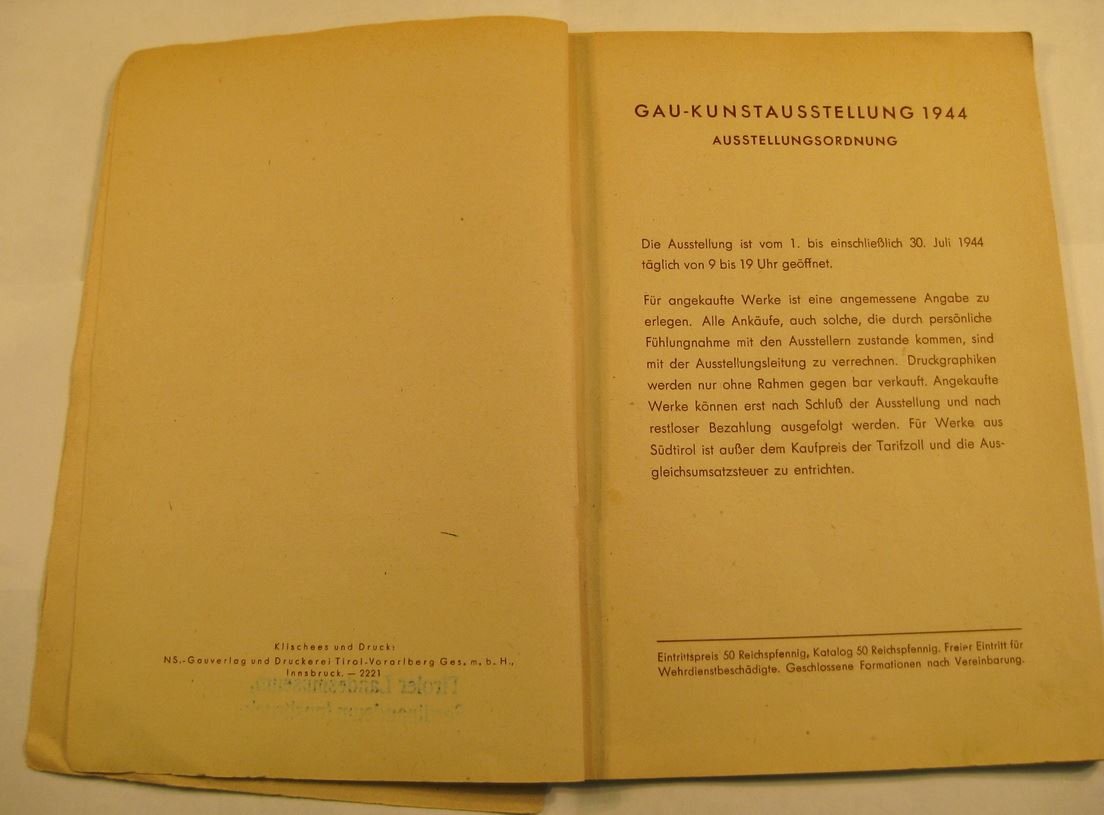 Klischees und Druck:
NS.-Gauverlag und Druckerei Tirol-Vorarlberg Ges. m. b. H.,
Innsbruck. — 2221
Tiroler Landesmuseum,
GAU-KUNSTAUSSTELLUNG 1944
AUSSTELLUNGSORDNUNG
Die Ausstellung ist vom 1. bis einschließlich 30. Juli 1944
täglich von 9 bis 19 Uhr geöffnet.
Für angekaufte Werke ist eine angemessene Angabe zu
erlegen. Alle Ankäufe, auch solche, die durch persönliche
Fühlungnahme mit den Ausstellern zustande kommen, sind
mit der Ausstellungsleitung zu verrechnen. Druckgraphiken
werden nur ohne Rahmen gegen bar verkauft. Angekaufte
Werke können erst nach Schluß der Ausstellung und nach
restloser Bezahlung ausgefolgt werden. Für Werke aus
Südtirol ist außer dem Kaufpreis der Tarifzoll und die Aus-
gleichsumsatzsteuer zu entrichten.
Eintrittspreis 50 Reichspfennig, Katalog 50 Reichspfennig. Freier Eintritt für
Wehrdienstbeschädigte. Geschlossene Formationen nach Vereinbarung.